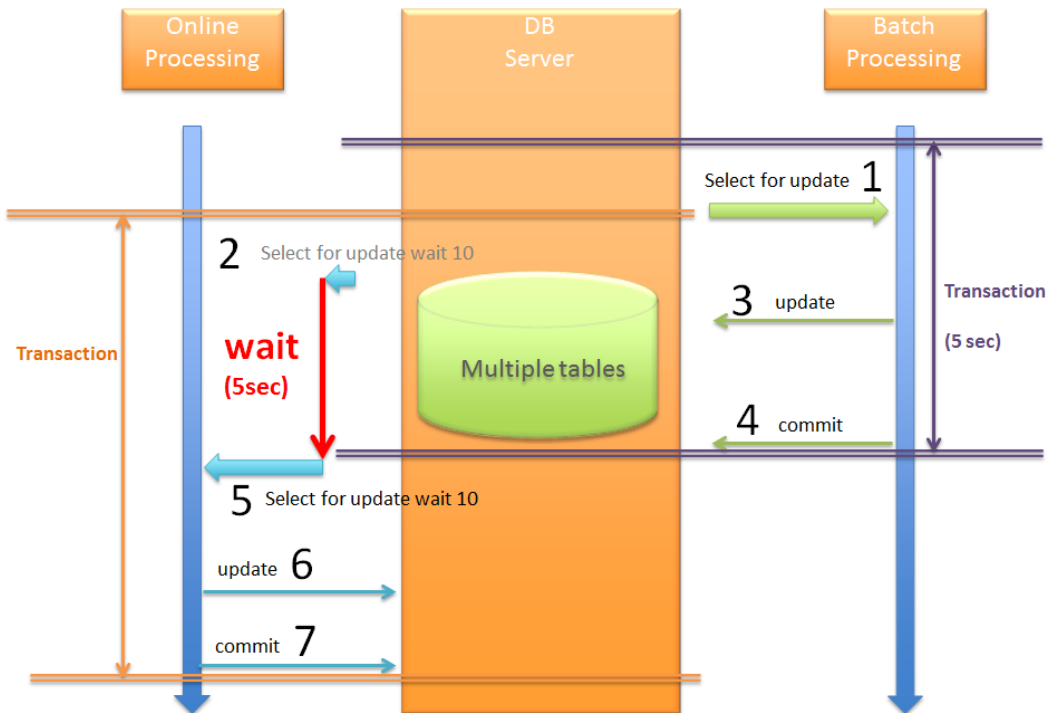 Online
Processing
DB
Server
Batch
Processing
Select for update 1
2 Select for update wait 10
3 update
Transaction
(5 sec)
Transaction
wait
(5sec)
Multiple tables
4 commit
5 Select for update wait 10
update 6
commit 7